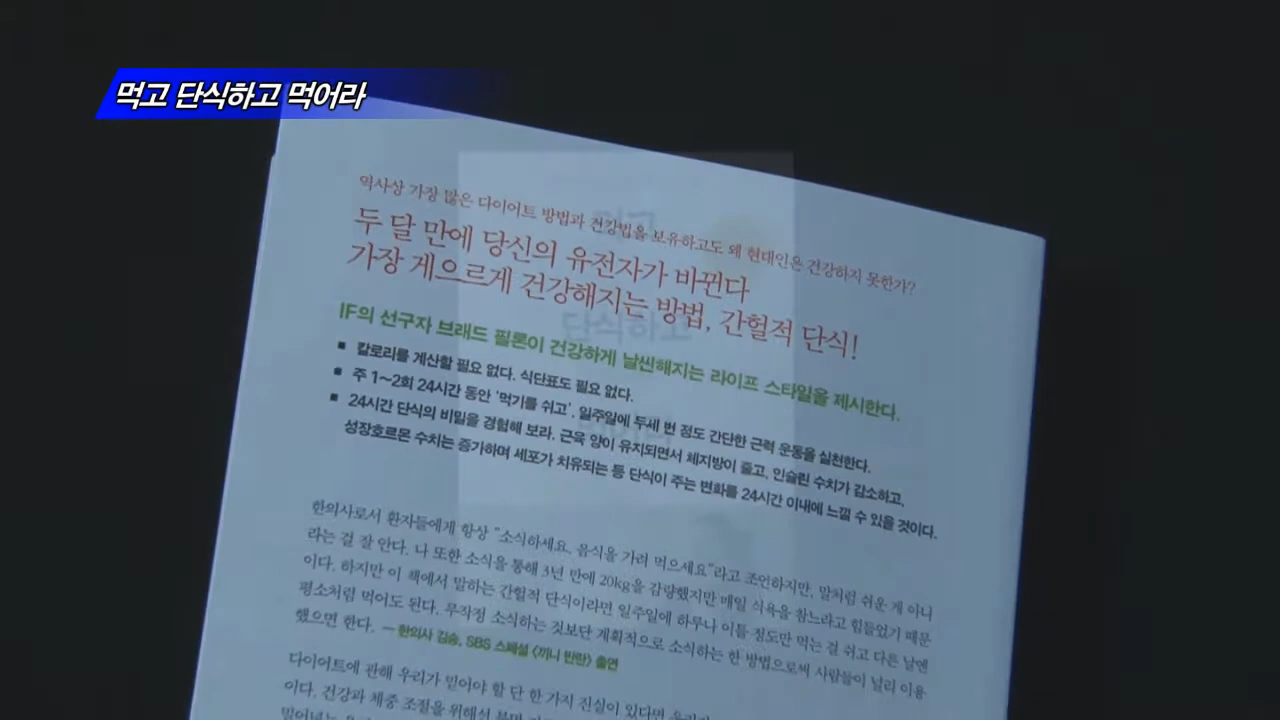 먹고 단식하고 먹어라
역사상 가장 많은 다이어트 방법과 건강법을 보유하고도 왜 현대인은 건강하지 못한가?
두 달 만에 당신의 유전자가 바뀐다
가장 게으르게 건강해지는 방법, 간헐적 단식!
IF의 선구자 브래드 필론이 건강하게 날씬해지는 라이프 스타일을 제시한다.
■ 칼로리를 계산할 필요 없다. 식단표도 필요 없다.
■ 주 1~2회 24시간 동안 '먹기를 쉬고', 일주일에 두세 번 정도 간단한 근력 운동을 실천한다.
■ 24시간 단식의 비밀을 경험해 보라. 근육 양이 유지되면서 체지방이 줄고, 인슐린 수치가 감소하고,
성장호르몬 수치는 증가하며 세포가 치유되는 등 단식이 주는 변화를 24시간 이내에 느낄 수 있을 것이다.
한의사로서 환자들에게 항상 "소식하세요, 음식을 가려 먹으세요"라고 조언하지만, 말처럼 쉬운 게 아니
라는 걸 잘 안다. 나 또한 소식을 통해 3년 만에 20kg을 감량했지만 매일 식욕을 참느라고 힘들었기 때문
이다. 하지만 이 책에서 말하는 간헐적 단식이라면 일주일에 하루나 이틀 정도만 먹는 걸 쉬고 다른 날엔
평소처럼 먹어도 된다. 무작정 소식하는 것보단 계획적으로 소식하는 한 방법으로써 사람들이 널리 이용
했으면 한다. ─ 한의사 김송, SBS 스페셜 〈끼니 반란〉 출연
다이어트에 관해 우리가 믿어야 할 단 한 가지 진실이 있다면
이다. 건강과 체중 조절을 위해선
먹고
단식하고
먹어라